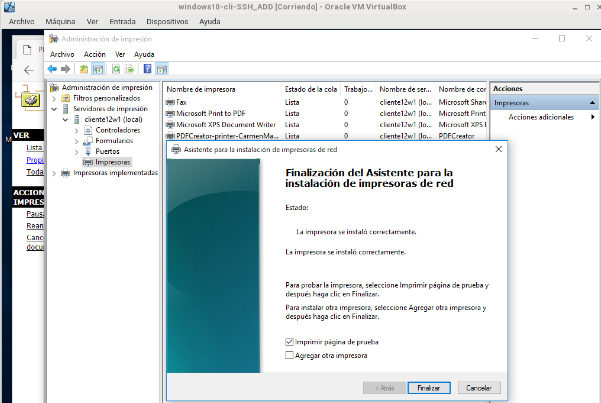 windows10-cli-SSH_ADD [Corriendo] - Oracle VM VirtualBox
Archivo Máquina Ver Entrada Dispositivos Ayuda
Administración de impresión
Archivo Acción Ver Ayuda
VER
Lista
Propi
Toda
ACCION
IMPRES
Paus
Rean
Canc
docu
Administración de impresión
Filtros personalizados
Servidores de impresión
cliente12w1 (local)
Controladores
Formularios
Puertos
Impresoras
Impresoras implementadas
Nombre de impresora Estado de la cola Trabajo... Nombre de ser... Nombre de cor
Fax Lista 0 cliente12w1 (lo... Microsoft Share
Microsoft Print to PDF Lista 0 cliente12w1 (lo... Microsoft Print
Microsoft XPS Document Writer Lista 0 cliente12w1 (lo... Microsoft XPS D
PDFCreator-printer-CarmenMa... Lista 0 cliente12w1 (lo... PDFCreator
Acciones
Impresoras
Acciones adicionales
Asistente para la instalación de impresoras de red
Finalización del Asistente para la
instalación de impresoras de red
Estado:
La impresora se instaló correctamente.
La impresora se instaló correctamente.
Para probar la impresora, seleccione Imprimir página de prueba y
después haga clic en Finalizar.
Para instalar otra impresora, seleccione Agregar otra impresora y
después haga clic en Finalizar.
Imprimir página de prueba
Agregar otra impresora
< Atrás Finalizar Cancelar